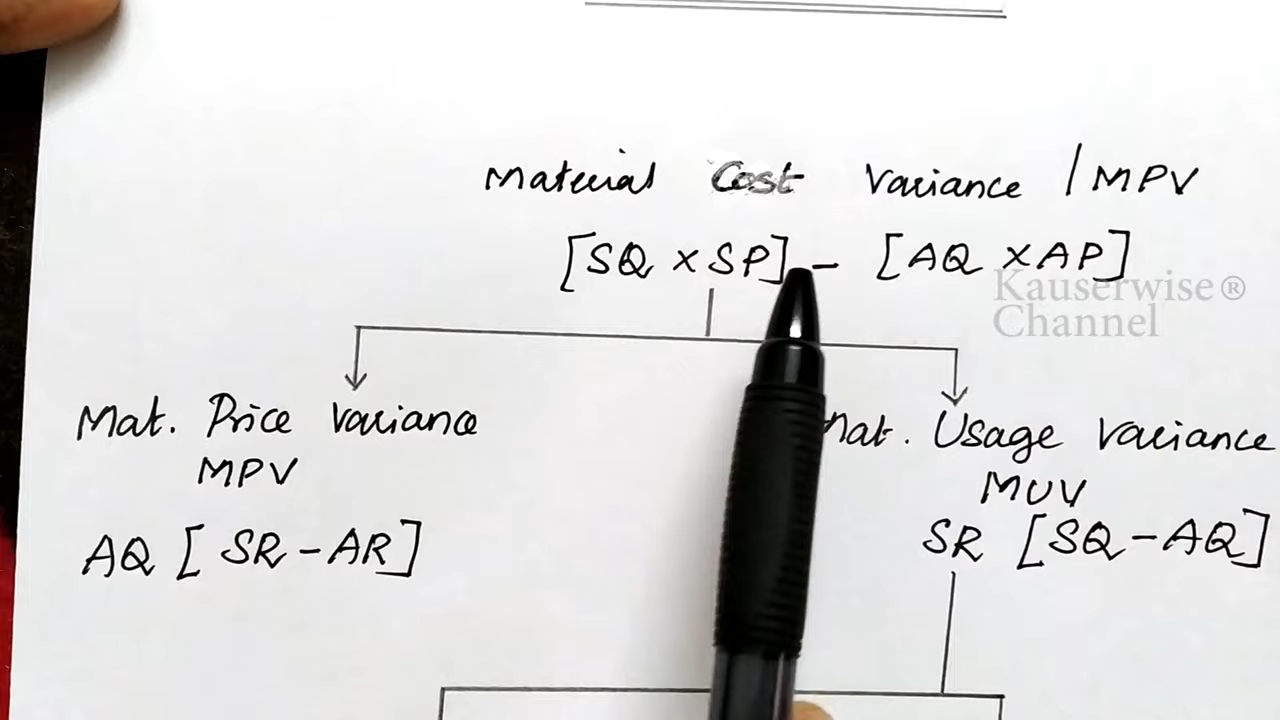 Material Cost Variance / MPV
[SQ × SP] - [AQ × AP]
Kauserwise®
Channel
Mat. Price Variance
MPV
AQ [ SR - AR ]
Mat. Usage Variance
MUV
SR [SQ - AQ]